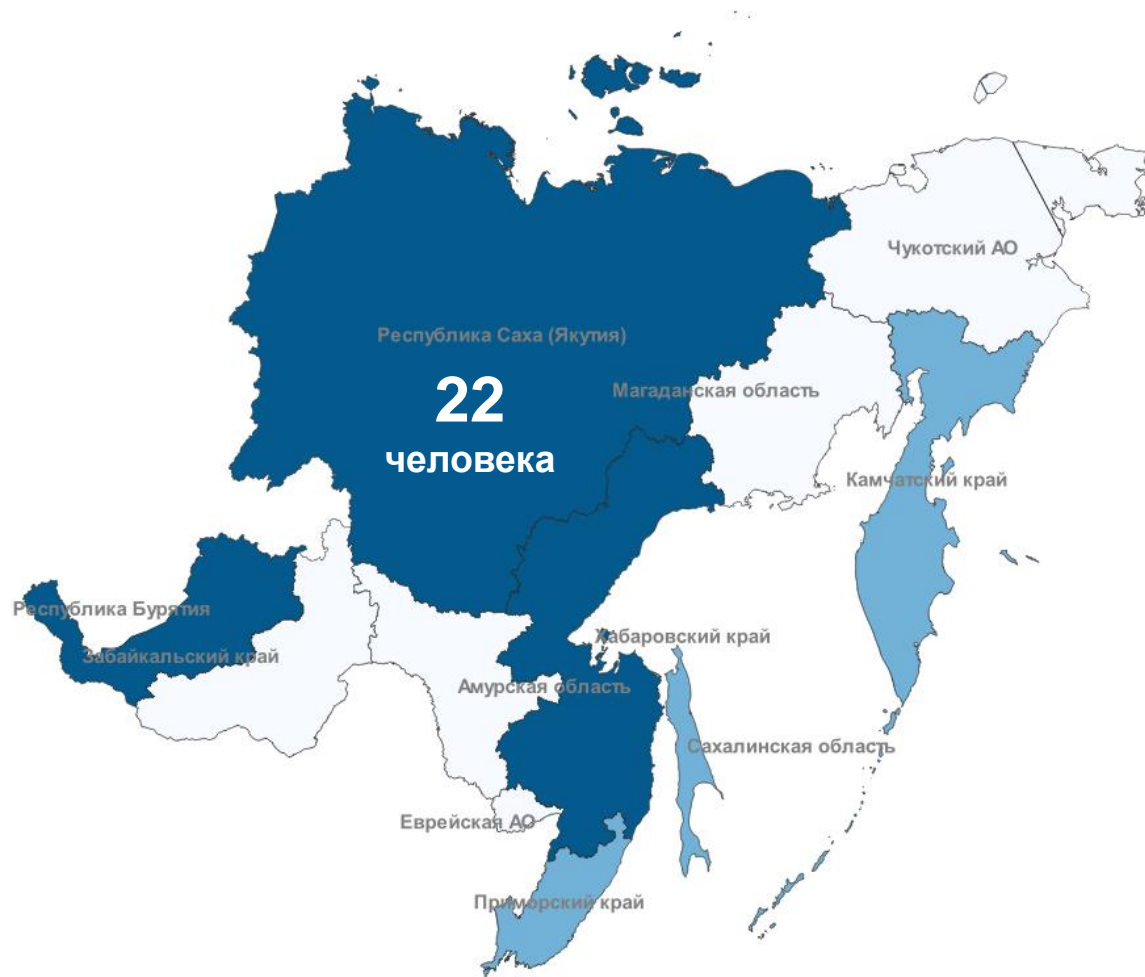 Чукотский АО
Республика Саха (Якутия)
22
человека
Магаданская область
Камчатский край
Республика Бурятия
Забайкальский край
Хабаровский край
Амурская область
Сахалинская область
Еврейская АО
Приморский край